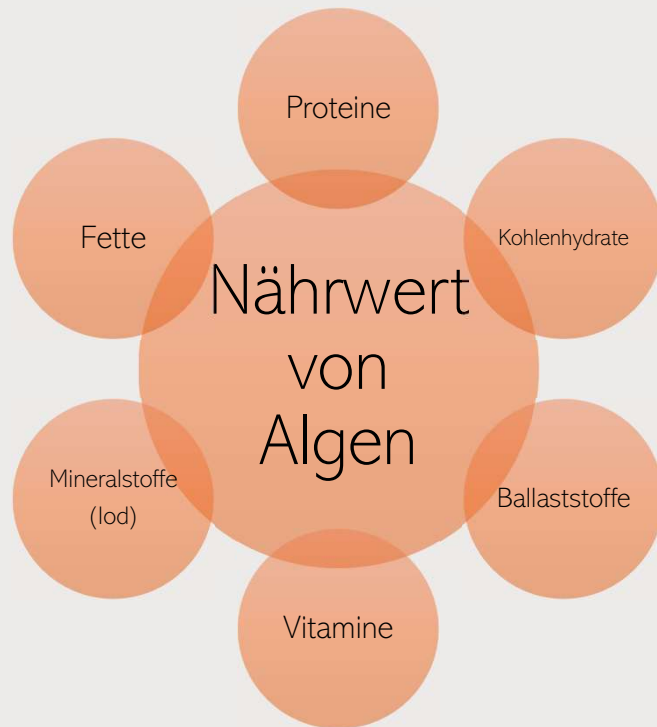 Proteine
Fette
Kohlenhydrate
Nährwert
von
Algen
Mineralstoffe
(Iod)
Ballaststoffe
Vitamine